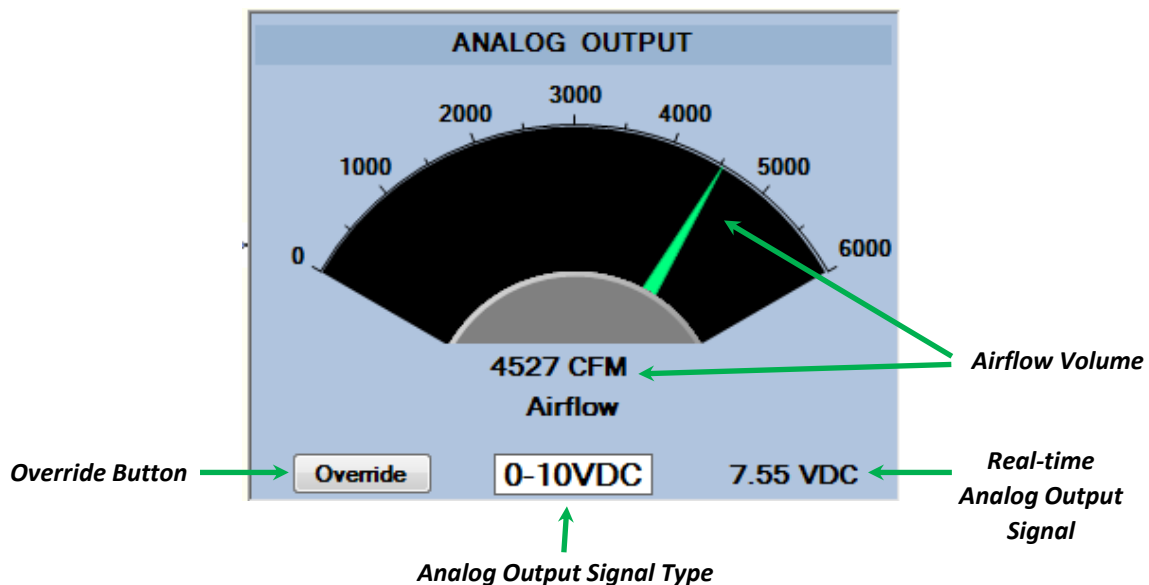 ANALOG OUTPUT
0
1000
2000
3000
4000
5000
6000
4527 CFM
Airflow
Airflow Volume
Override Button
Override
0-10VDC
7.55 VDC
Real-time
Analog Output
Signal
Analog Output Signal Type